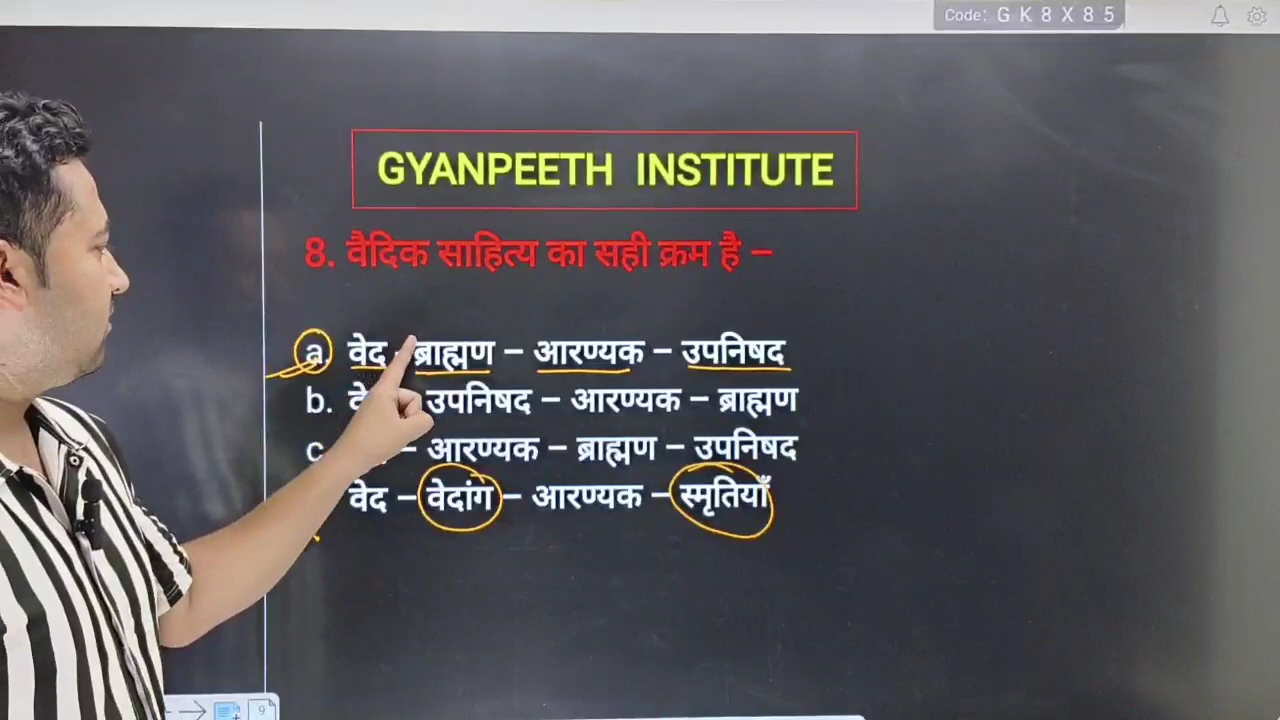 Code: G K 8 X 8 5
GYANPEETH INSTITUTE
8. वैदिक साहित्य का सही क्रम है –
a. वेद – ब्राह्मण – आरण्यक – उपनिषद
b. – उपनिषद – आरण्यक – ब्राह्मण
c – आरण्यक – ब्राह्मण – उपनिषद
वेद – वेदांग – आरण्यक – स्मृतियाँ
9